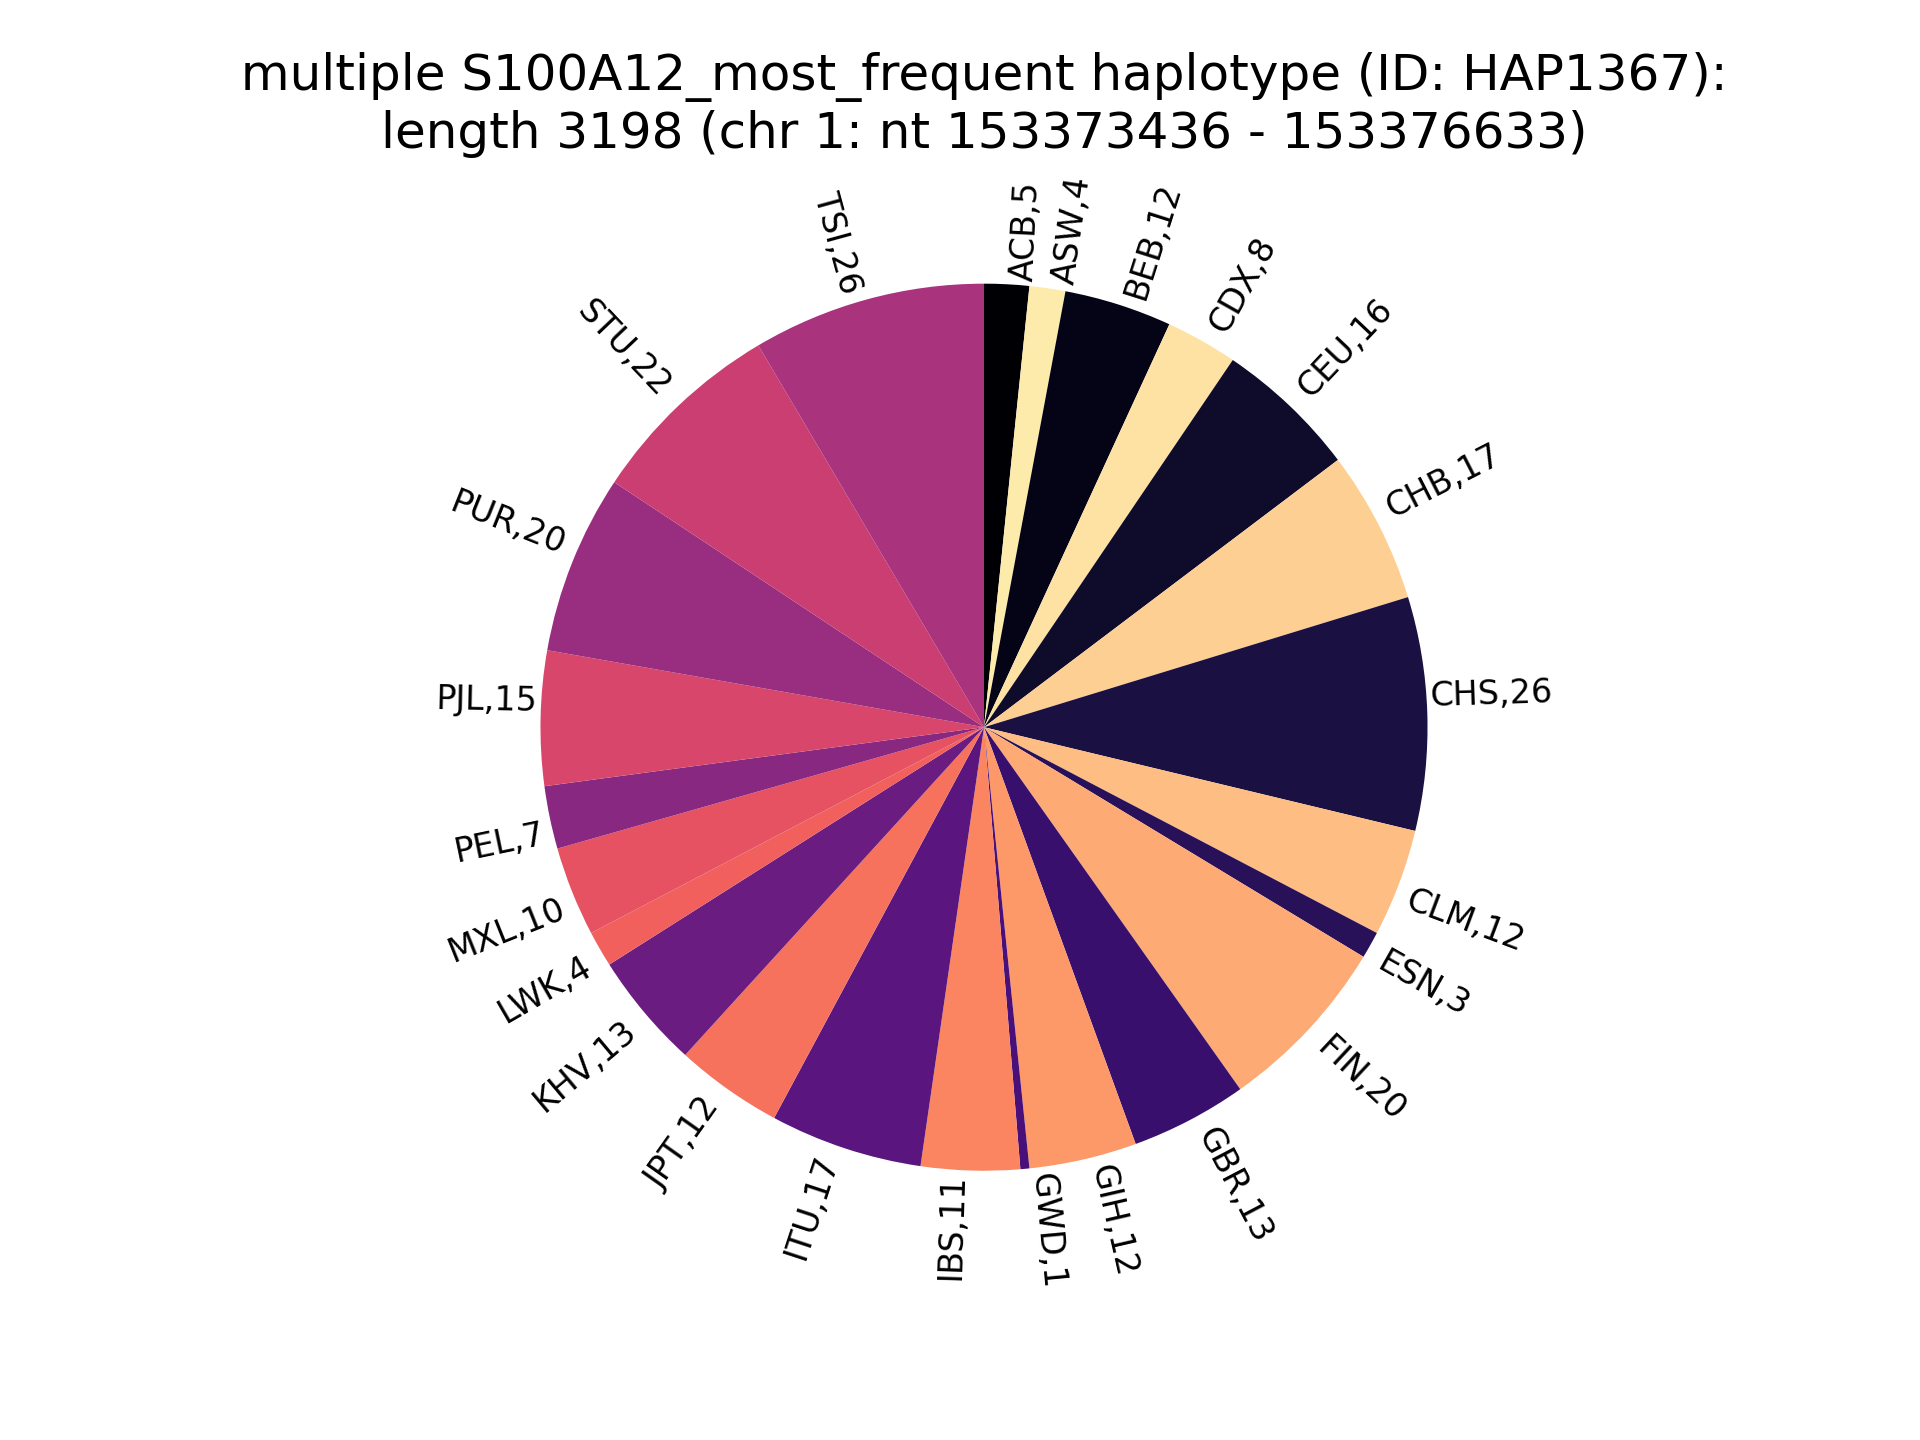 multiple S100A12_most_frequent haplotype (ID: HAP1367):
length 3198 (chr 1: nt 153373436 - 153376633)
ACB,5
ASW,4
BEB,12
CDX,8
CEU,16
CHB,17
CHS,26
CLM,12
ESN,3
FIN,20
GBR,13
GIH,12
GWD,1
IBS,11
ITU,17
JPT,12
KHV,13
LWK,4
MXL,10
PEL,7
PJL,15
PUR,20
STU,22
TSI,26